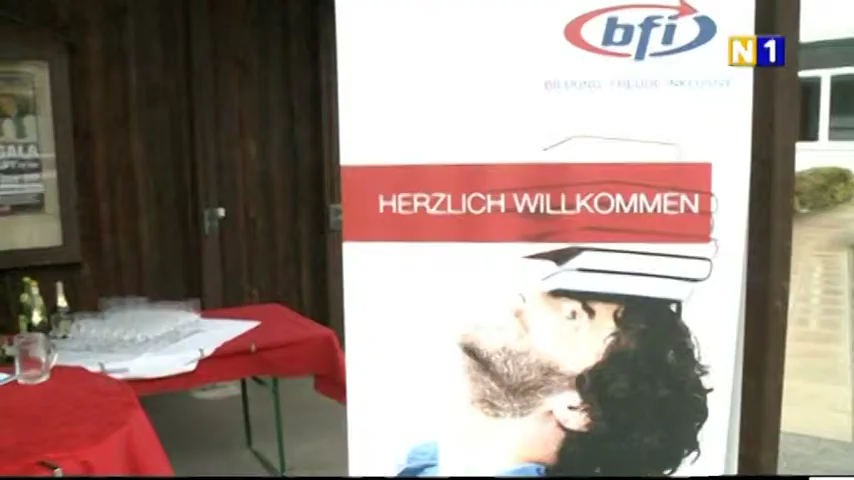 bfi
N1
BILDUNG. FREUDE INKLUSIVE.
HERZLICH WILLKOMMEN
GALA